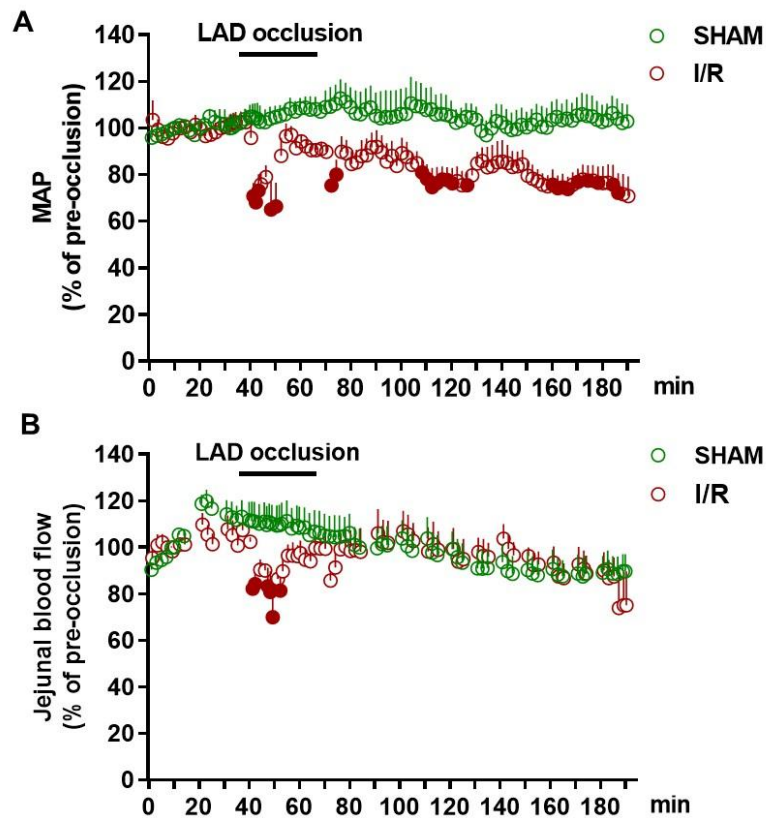 A
LAD occlusion
SHAM
I/R
140
120
100
80
60
40
20
0
MAP
(% of pre-occlusion)
0 20 40 60 80 100 120 140 160 180 min
B
LAD occlusion
SHAM
I/R
140
120
100
80
60
40
20
0
Jejunal blood flow
(% of pre-occlusion)
0 20 40 60 80 100 120 140 160 180 min